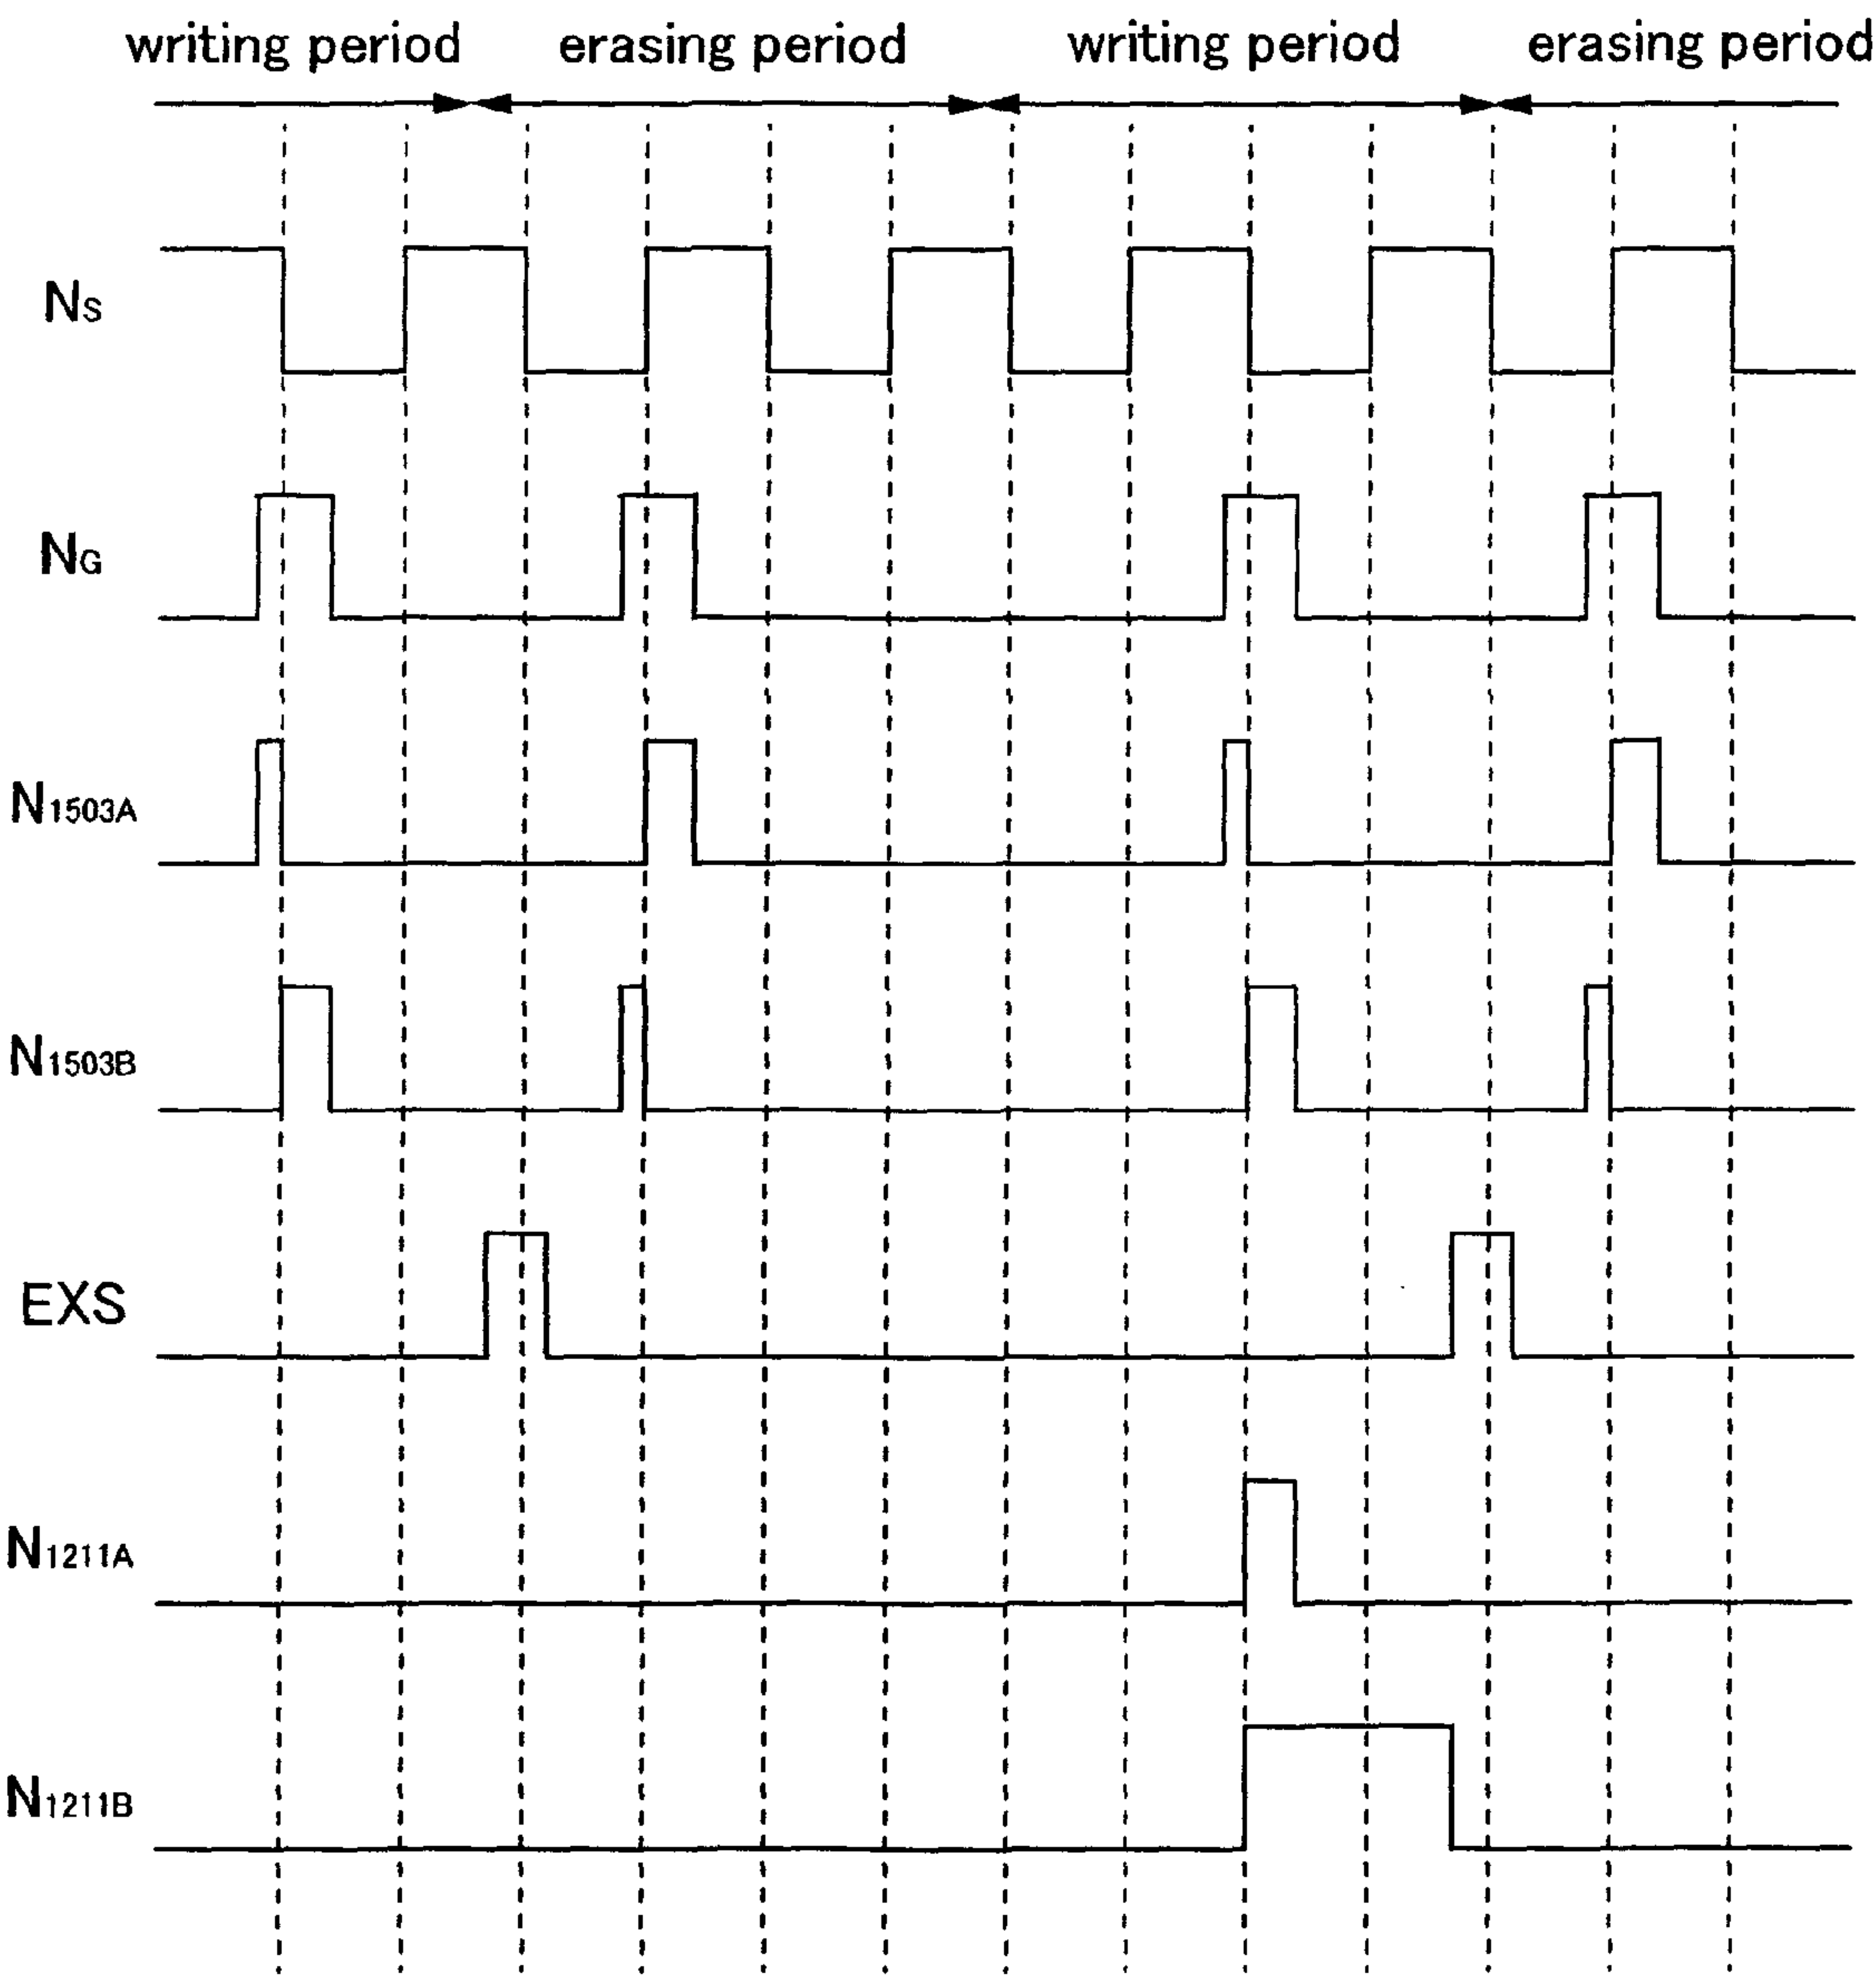 writing period erasing period writing period erasing period
NS
NG
N1503A
N1503B
EXS
N1211A
N1211B